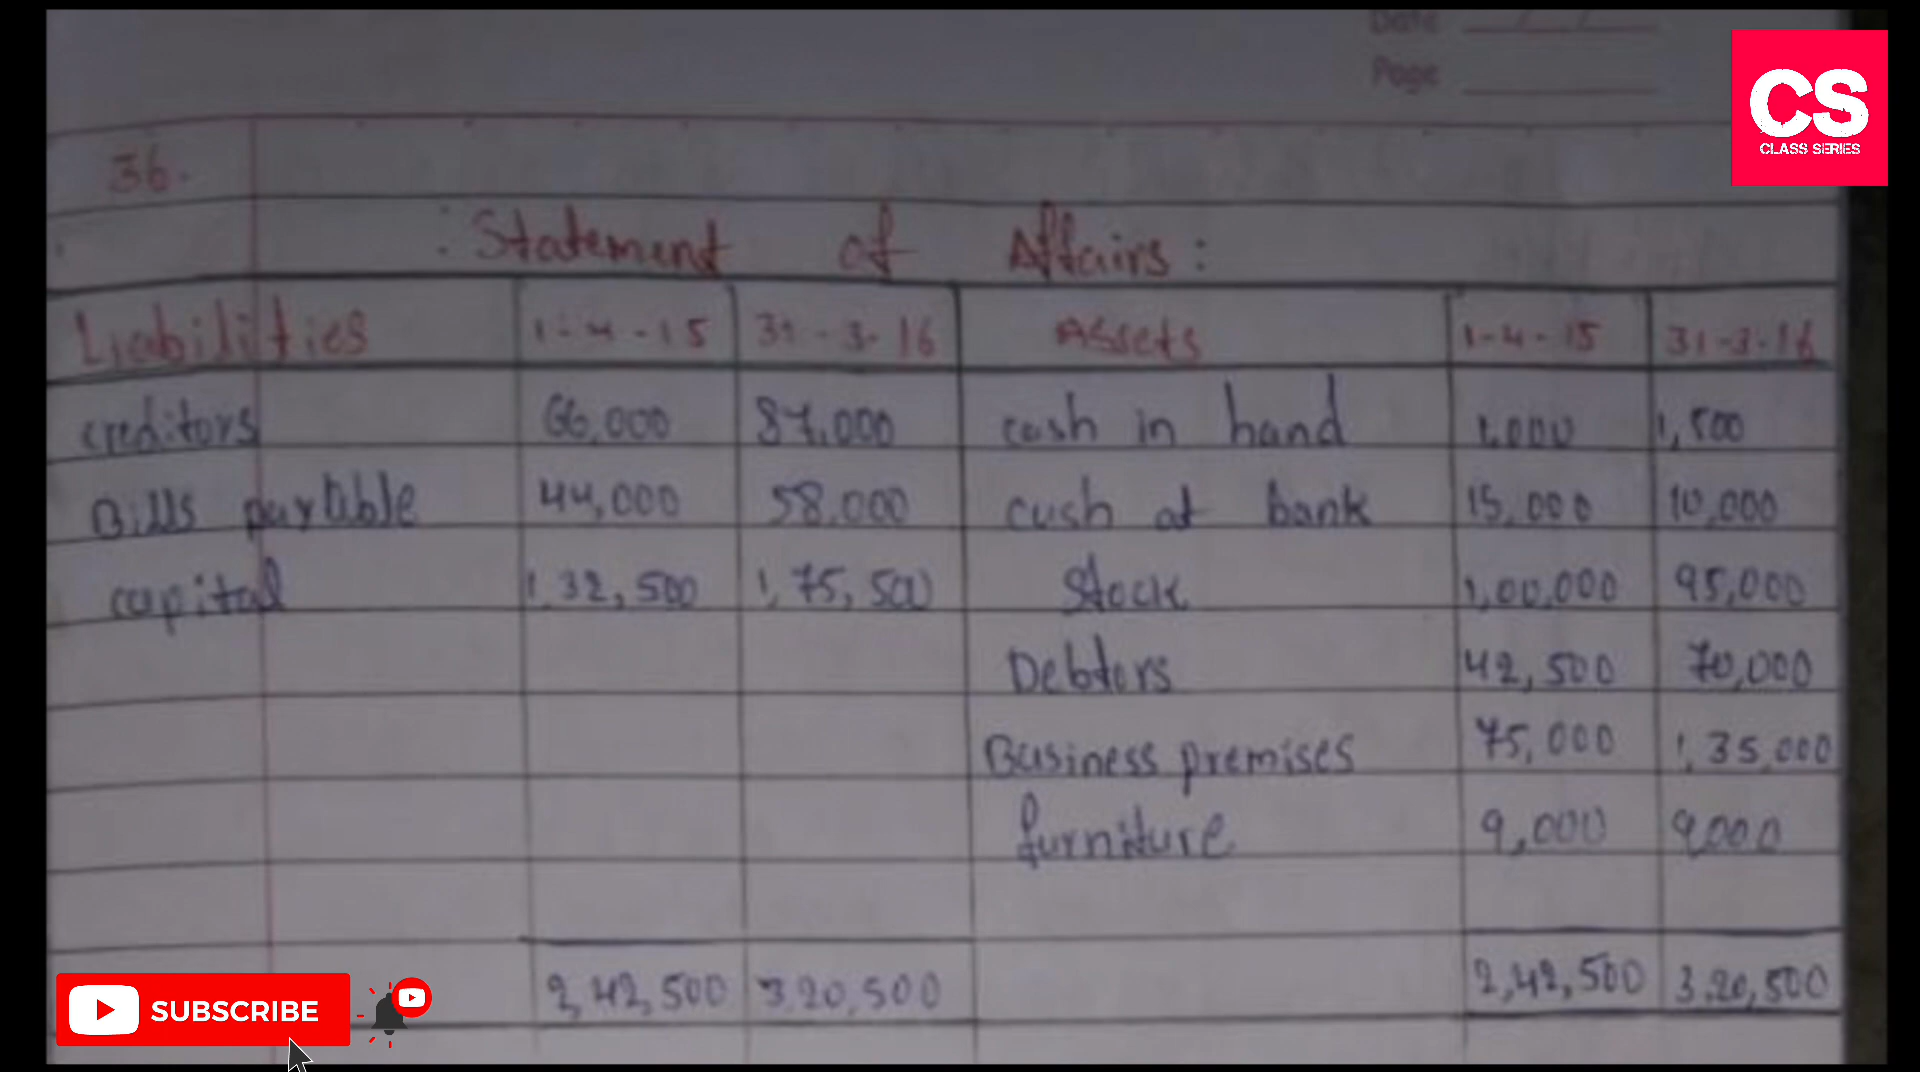 Date
Page
CS
CLASS SERIES
36.
Statement of Affairs:
Liabilities 1-4-15 31-3-16 Assets 1-4-15 31-3-16
creditors 66,000 87,000 cash in hand 1,000 1,500
Bills payable 44,000 58,000 cash at bank 15,000 10,000
capital 1,32,500 1,75,500 Stock 1,00,000 95,000
Debtors 42,500 70,000
Business premises 75,000 1,35,000
furniture 9,000 9,000
2,42,500 3,20,500 2,42,500 3,20,500
SUBSCRIBE